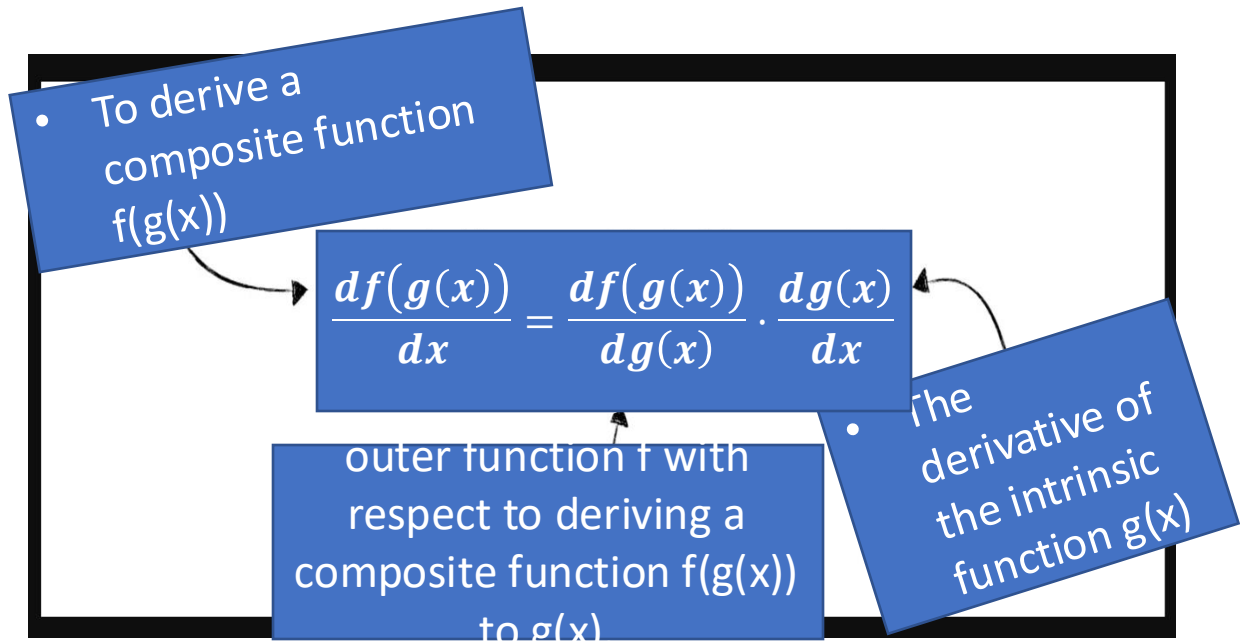 • To derive a
composite function
f(g(x))
df(g(x))/dx = df(g(x))/dg(x) · dg(x)/dx
• The
derivative of
the intrinsic
function g(x)
outer function f with
respect to deriving a
composite function f(g(x))
to g(x)